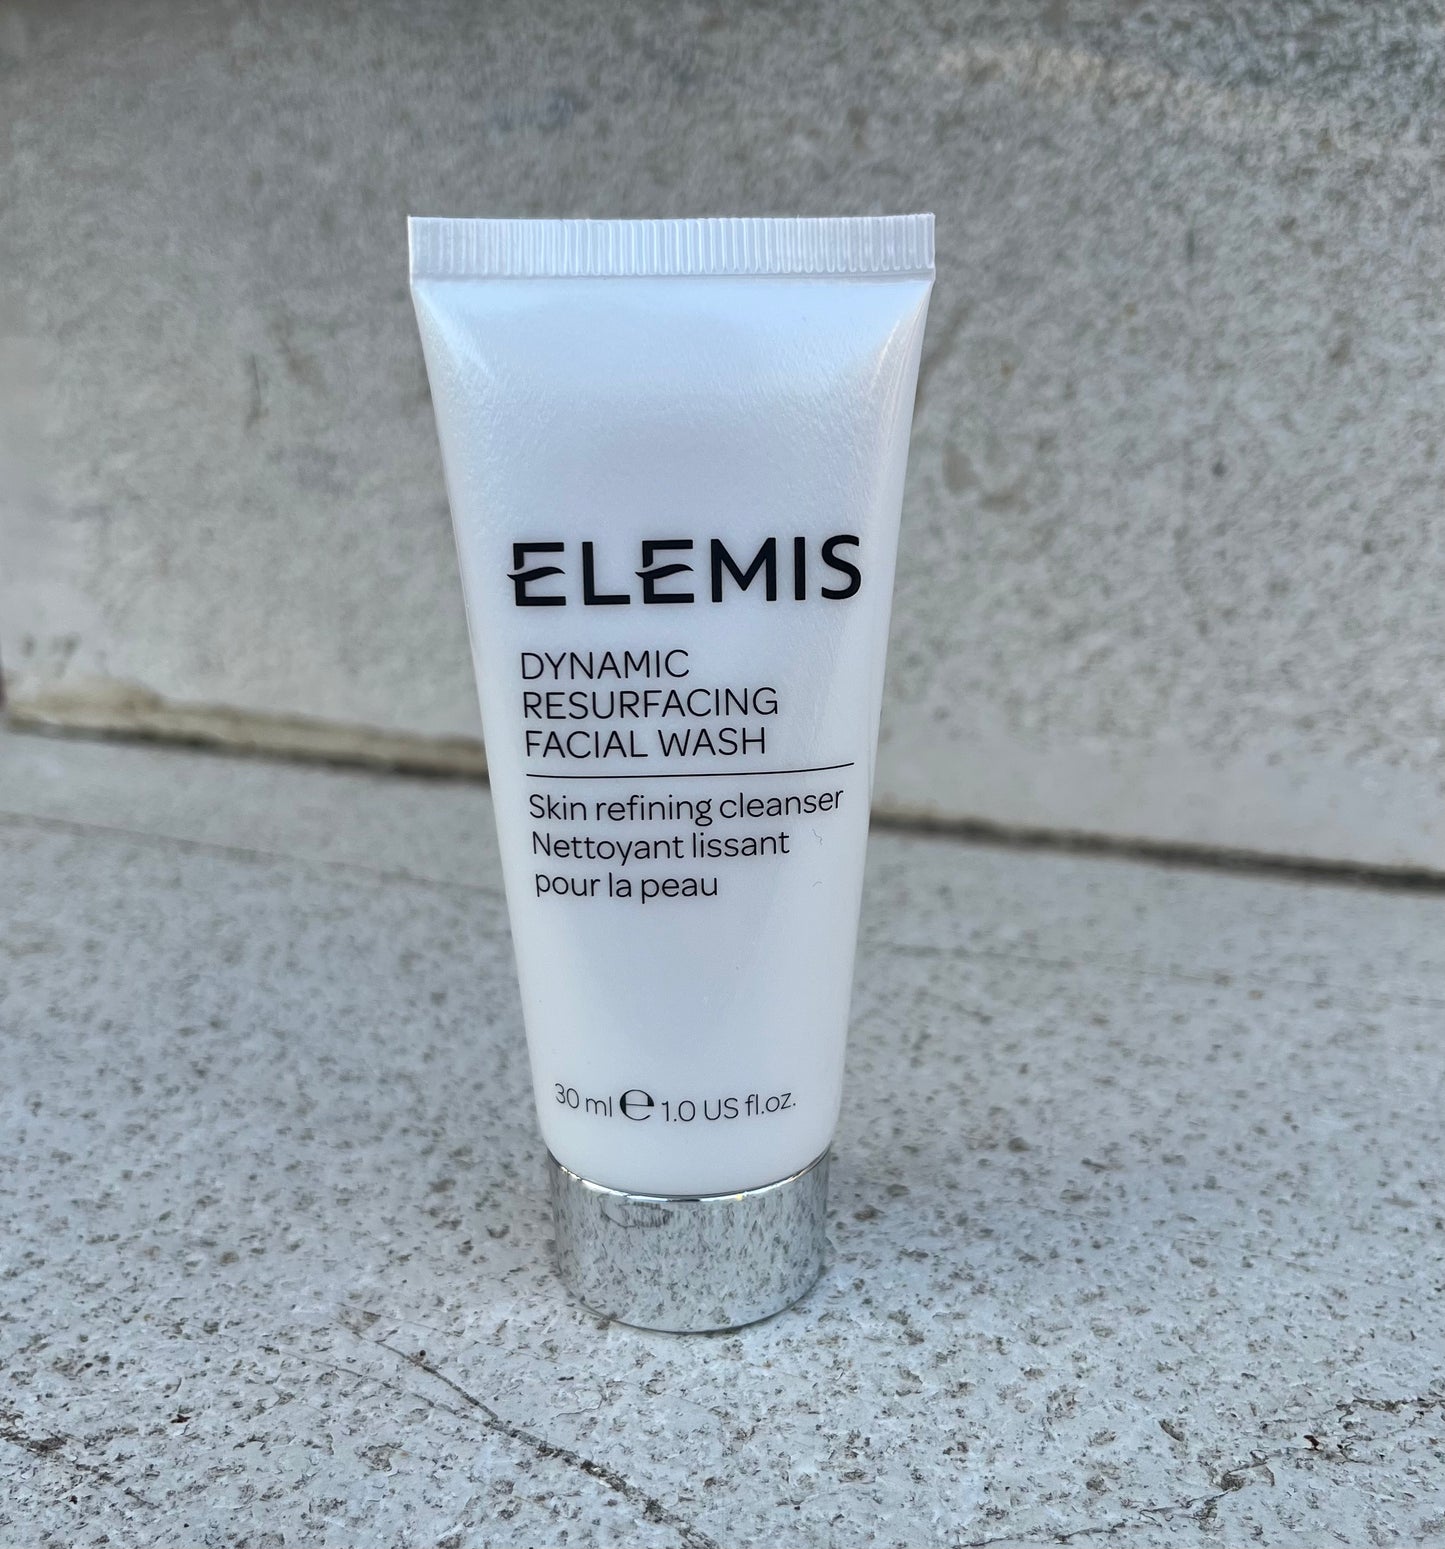 ELEMIS
DYNAMIC
RESURFACING
FACIAL WASH
Skin refining cleanser
Nettoyant lissant
pour la peau
30 ml ℮ 1.0 US fl.oz.